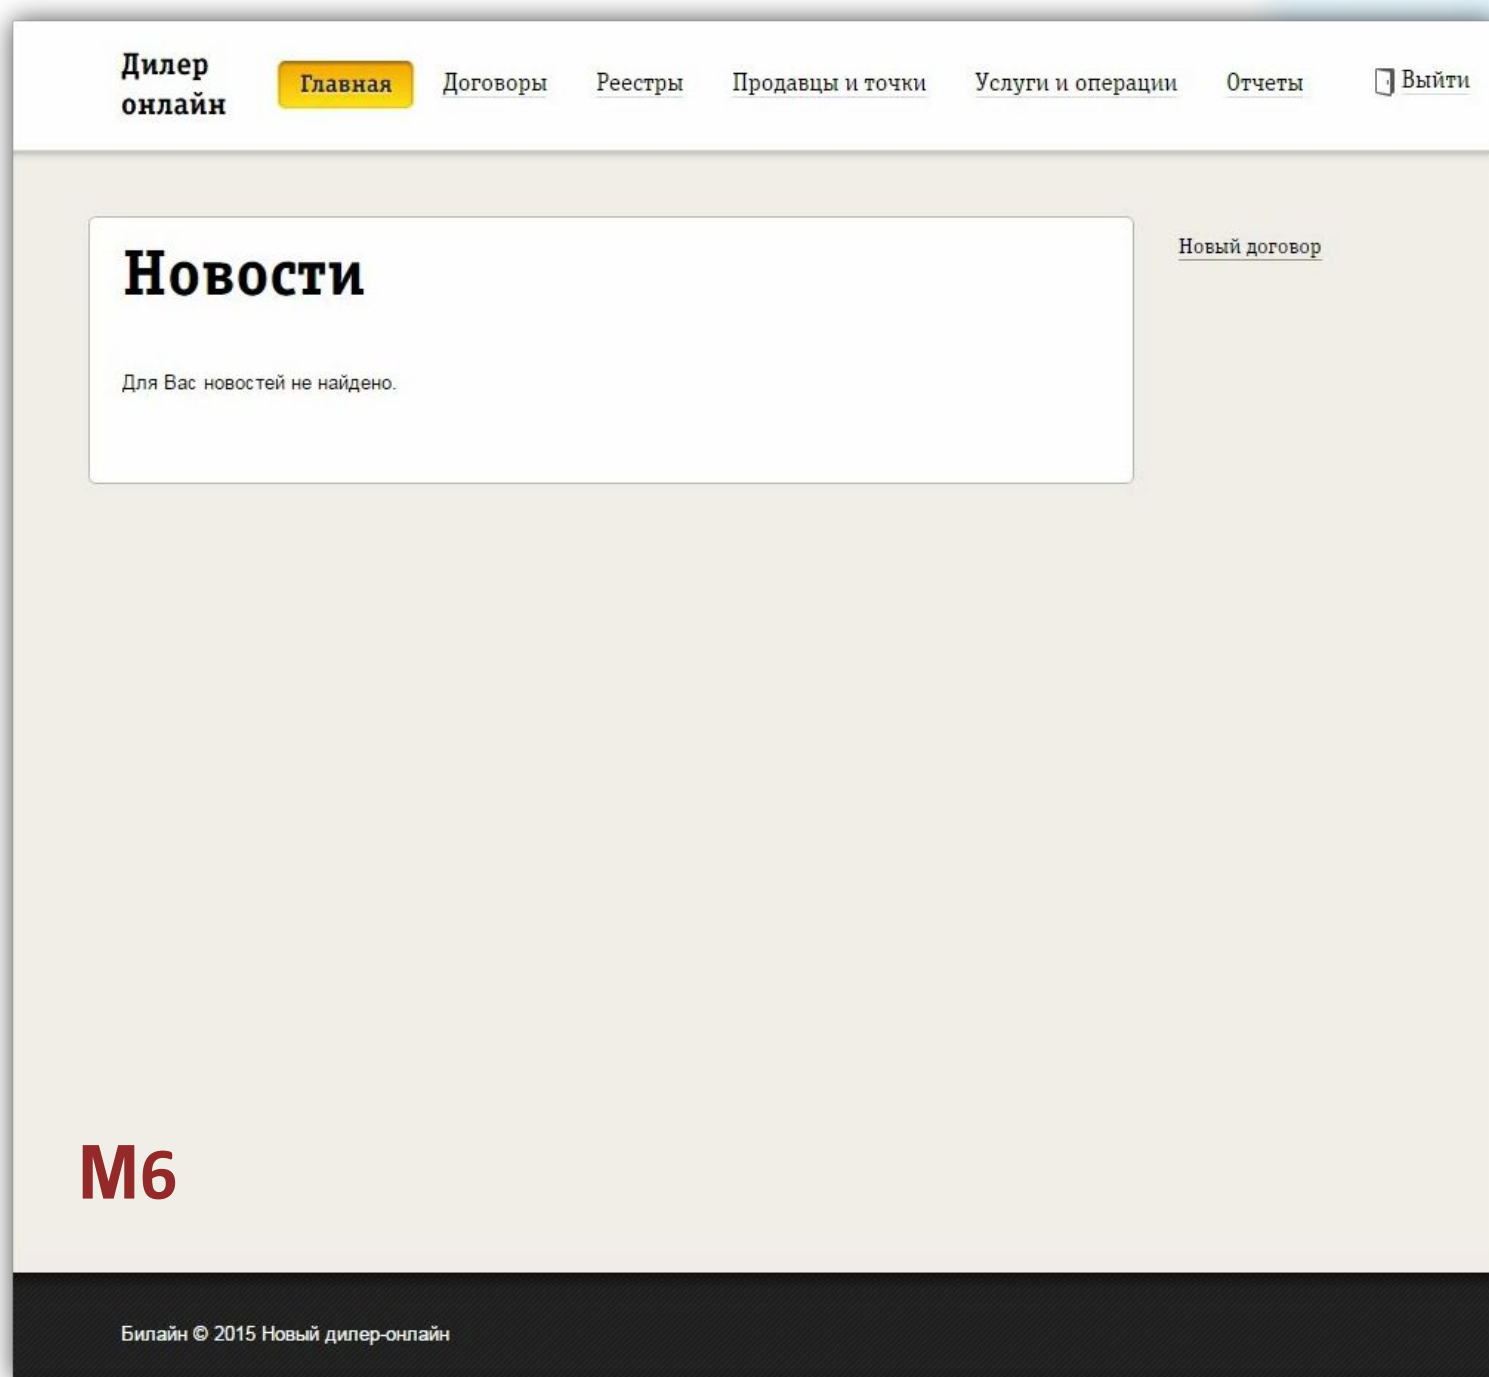 Дилер
онлайн
Главная
Договоры
Реестры
Продавцы и точки
Услуги и операции
Отчеты
Выйти
Новости
Новый договор
Для Вас новостей не найдено.
М6
Билайн © 2015 Новый дилер-онлайн